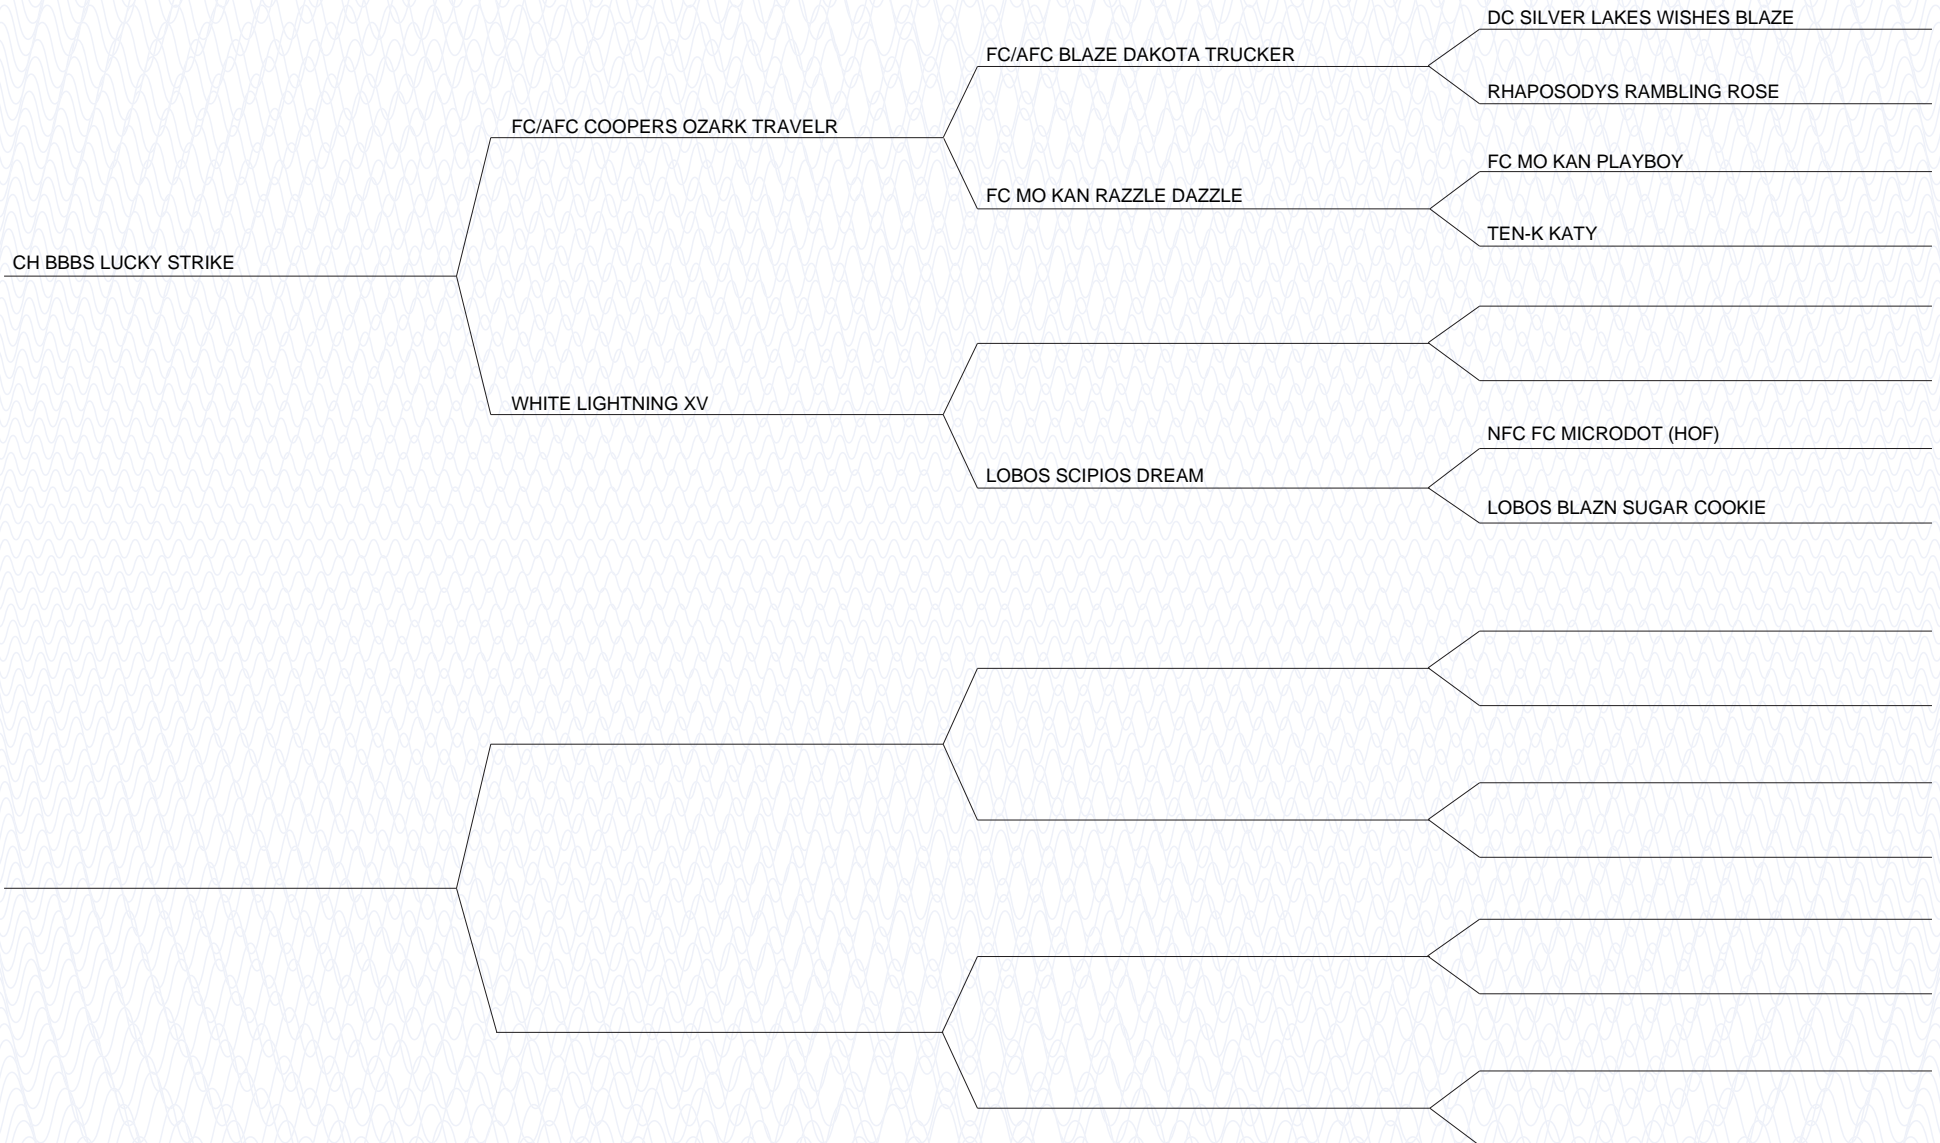 DC SILVER LAKES WISHES BLAZE
FC/AFC BLAZE DAKOTA TRUCKER
RHAPOSODYS RAMBLING ROSE
FC/AFC COOPERS OZARK TRAVELR
FC MO KAN PLAYBOY
FC MO KAN RAZZLE DAZZLE
TEN-K KATY
CH BBBS LUCKY STRIKE
WHITE LIGHTNING XV
NFC FC MICRODOT (HOF)
LOBOS SCIPIOS DREAM
LOBOS BLAZN SUGAR COOKIE